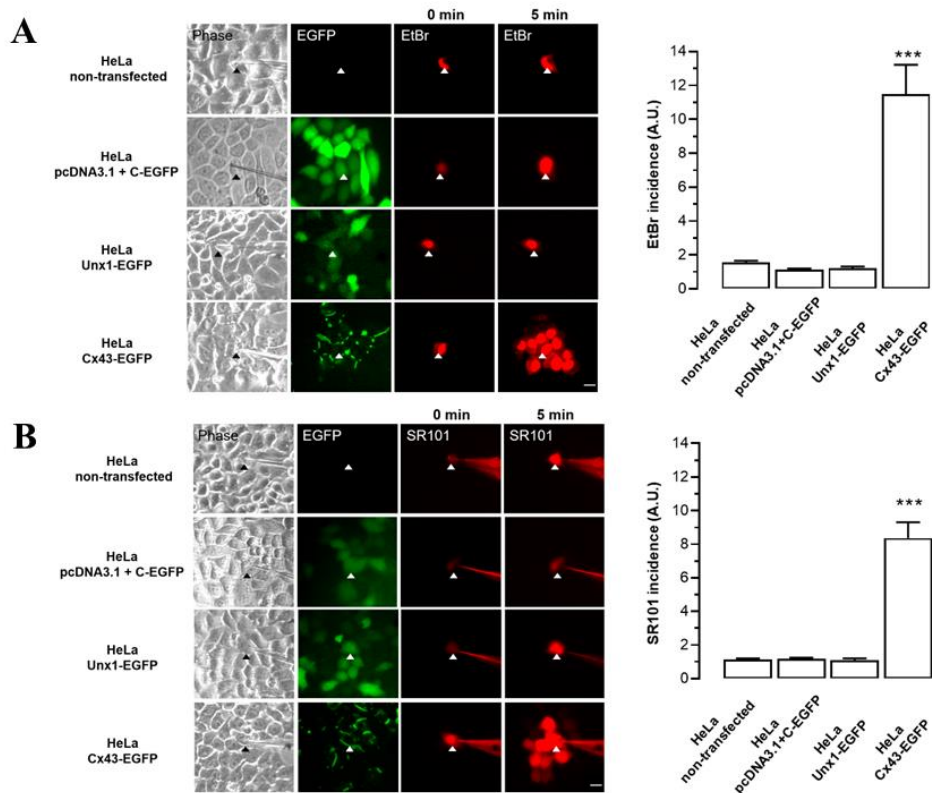 A
0 min
5 min
Phase
EGFP
EtBr
EtBr
HeLa
non-transfected
HeLa
pcDNA3.1 + C-EGFP
HeLa
Unx1-EGFP
HeLa
Cx43-EGFP
14
12
10
8
6
4
2
0
EtBr incidence (A.U.)
***
HeLa
non-transfected
HeLa
pcDNA3.1+C-EGFP
HeLa
Unx1-EGFP
HeLa
Cx43-EGFP
B
0 min
5 min
Phase
EGFP
SR101
SR101
HeLa
non-transfected
HeLa
pcDNA3.1 + C-EGFP
HeLa
Unx1-EGFP
HeLa
Cx43-EGFP
14
12
10
8
6
4
2
0
SR101 incidence (A.U.)
***
HeLa
non-transfected
HeLa
pcDNA3.1+C-EGFP
HeLa
Unx1-EGFP
HeLa
Cx43-EGFP